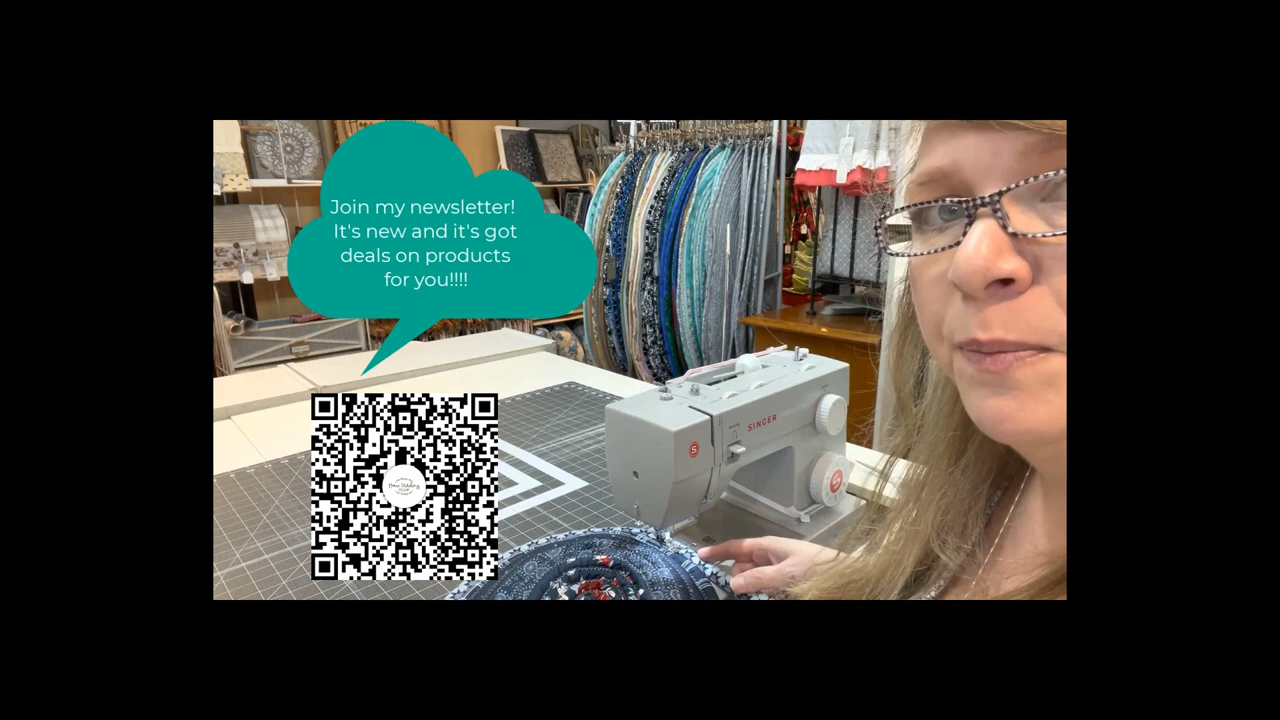 Join my newsletter!
It's new and it's got
deals on products
for you!!!!
SINGER
S
S